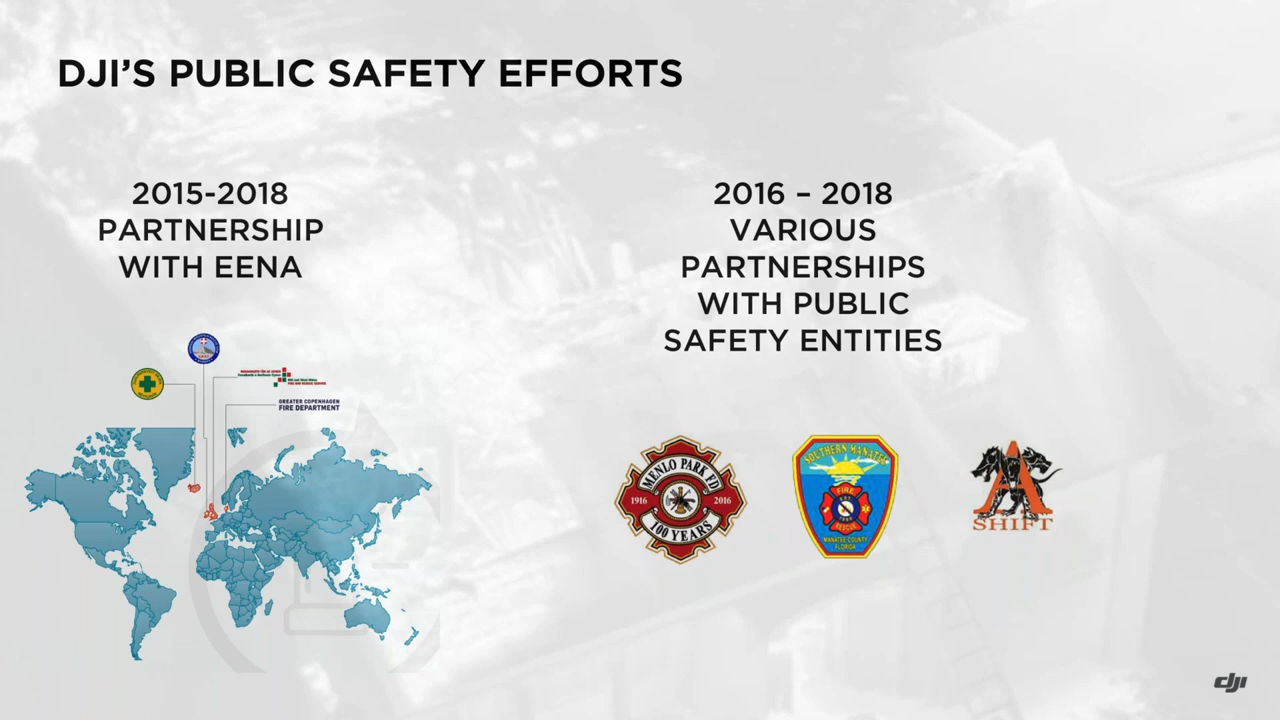 DJI'S PUBLIC SAFETY EFFORTS
2015-2018
PARTNERSHIP
WITH EENA
2016 – 2018
VARIOUS
PARTNERSHIPS
WITH PUBLIC
SAFETY ENTITIES
GREATER COPENHAGEN
FIRE DEPARTMENT
MENLO PARK FD
1916 2016
100 YEARS
SOUTHERN MANATEE
FIRE
RESCUE
MANATEE COUNTY
FLORIDA
A
SHIFT
dji